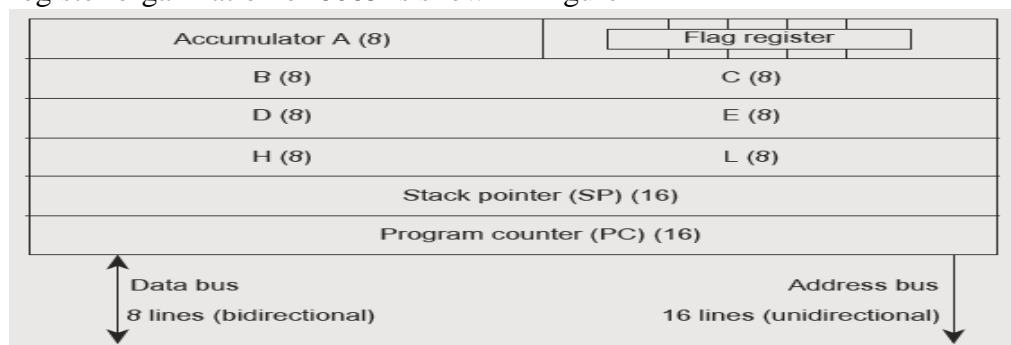 Accumulator A (8) Flag register
B (8) C (8)
D (8) E (8)
H (8) L (8)
Stack pointer (SP) (16)
Program counter (PC) (16)
Data bus Address bus
8 lines (bidirectional) 16 lines (unidirectional)